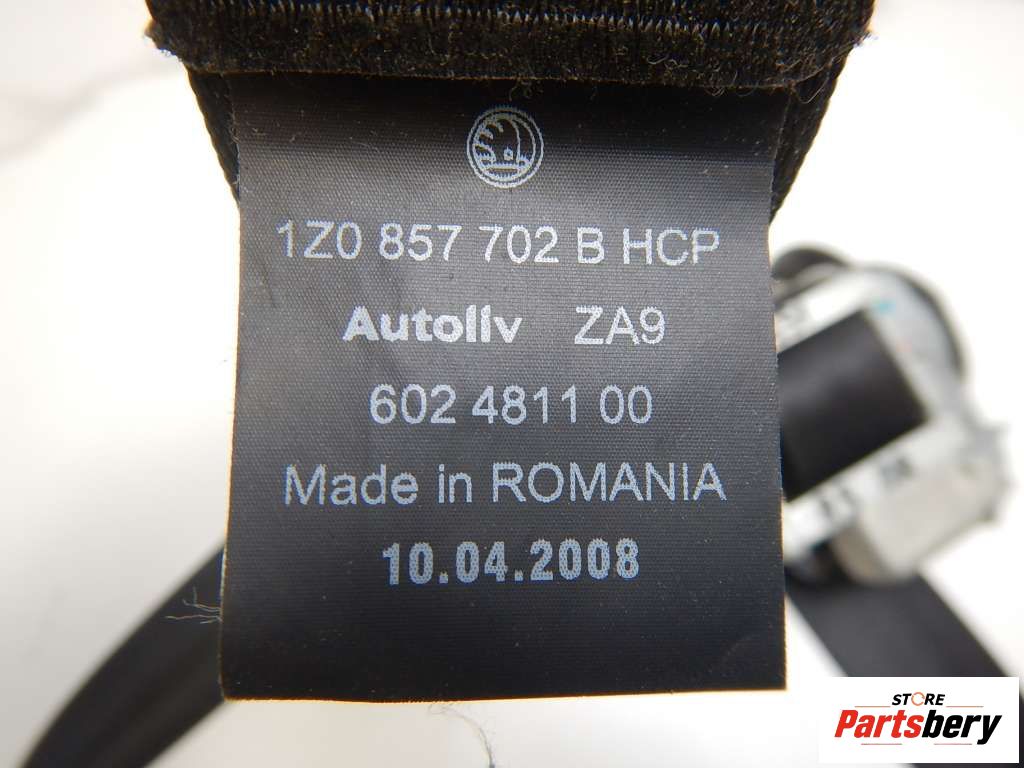 1Z0 857 702 B HCP
Autoliv ZA9
602 4811 00
Made in ROMANIA
10.04.2008
STORE
Partsbery